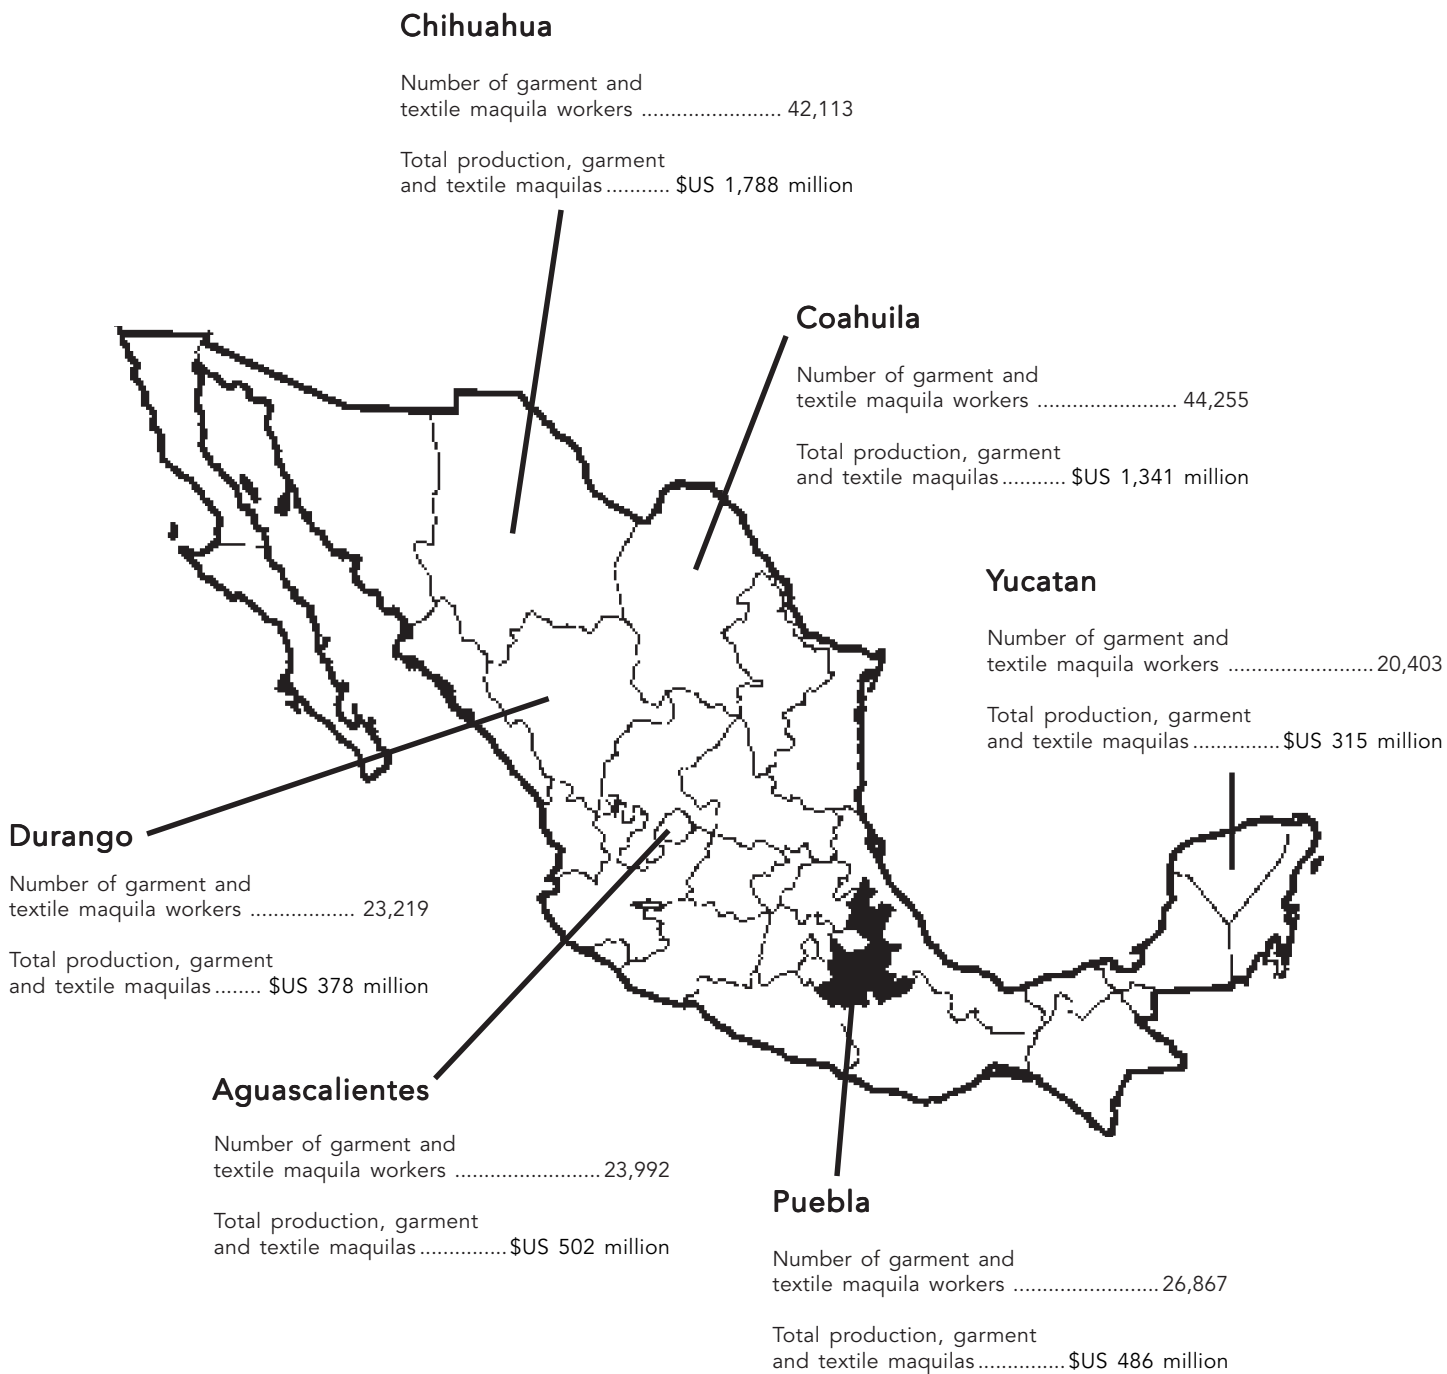 Chihuahua
Number of garment and
textile maquila workers ........................ 42,113
Total production, garment
and textile maquilas ........... $US 1,788 million
Coahuila
Number of garment and
textile maquila workers ........................ 44,255
Total production, garment
and textile maquilas ........... $US 1,341 million
Yucatan
Number of garment and
textile maquila workers ......................... 20,403
Total production, garment
and textile maquilas ............... $US 315 million
Durango
Number of garment and
textile maquila workers .................. 23,219
Total production, garment
and textile maquilas ........ $US 378 million
Aguascalientes
Number of garment and
textile maquila workers ......................... 23,992
Total production, garment
and textile maquilas ............... $US 502 million
Puebla
Number of garment and
textile maquila workers ......................... 26,867
Total production, garment
and textile maquilas ............... $US 486 million